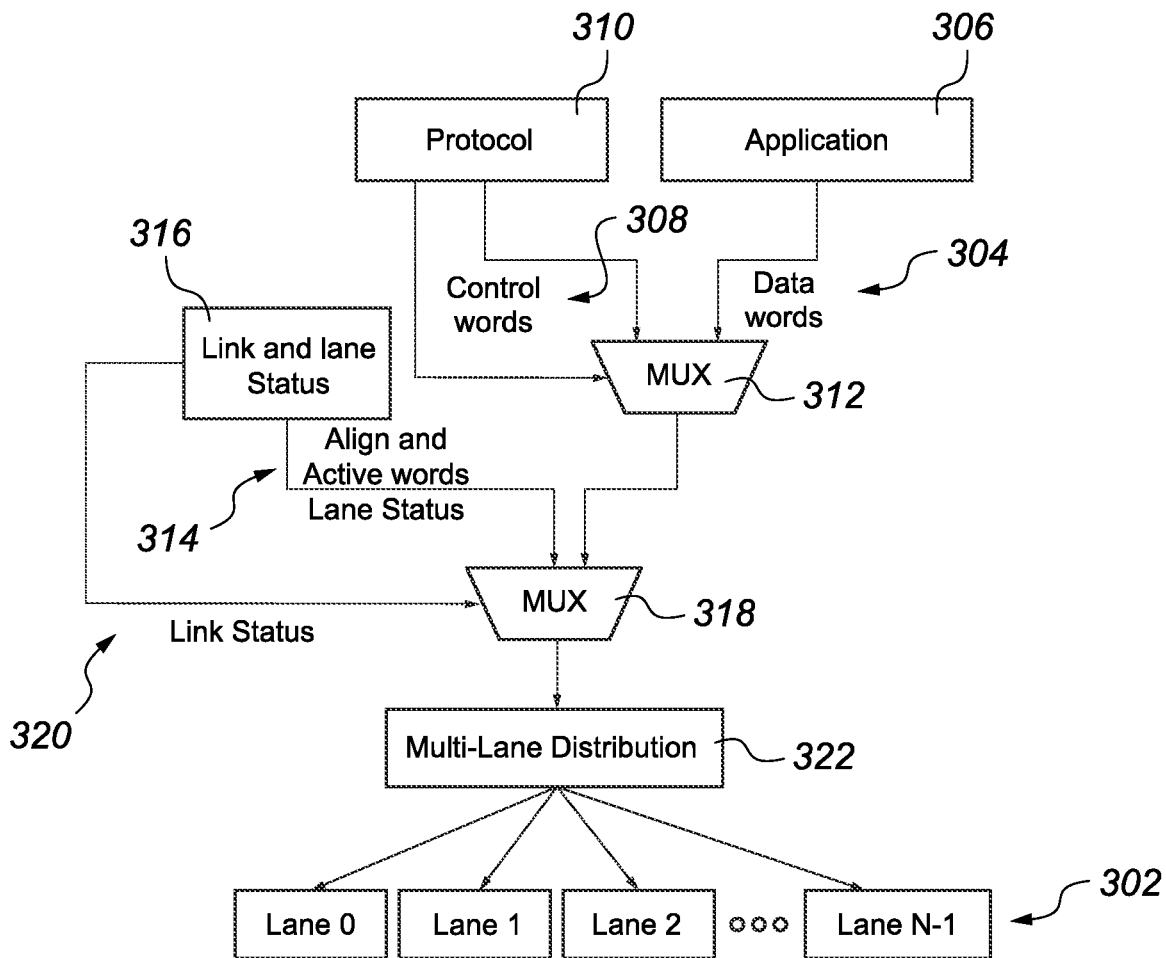 310
306
Protocol
Application
316
308
304
Control
words
Data
words
Link and lane
Status
MUX
312
Align and
Active words
Lane Status
314
MUX
318
Link Status
320
Multi-Lane Distribution
322
Lane 0
Lane 1
Lane 2
Lane N-1
302